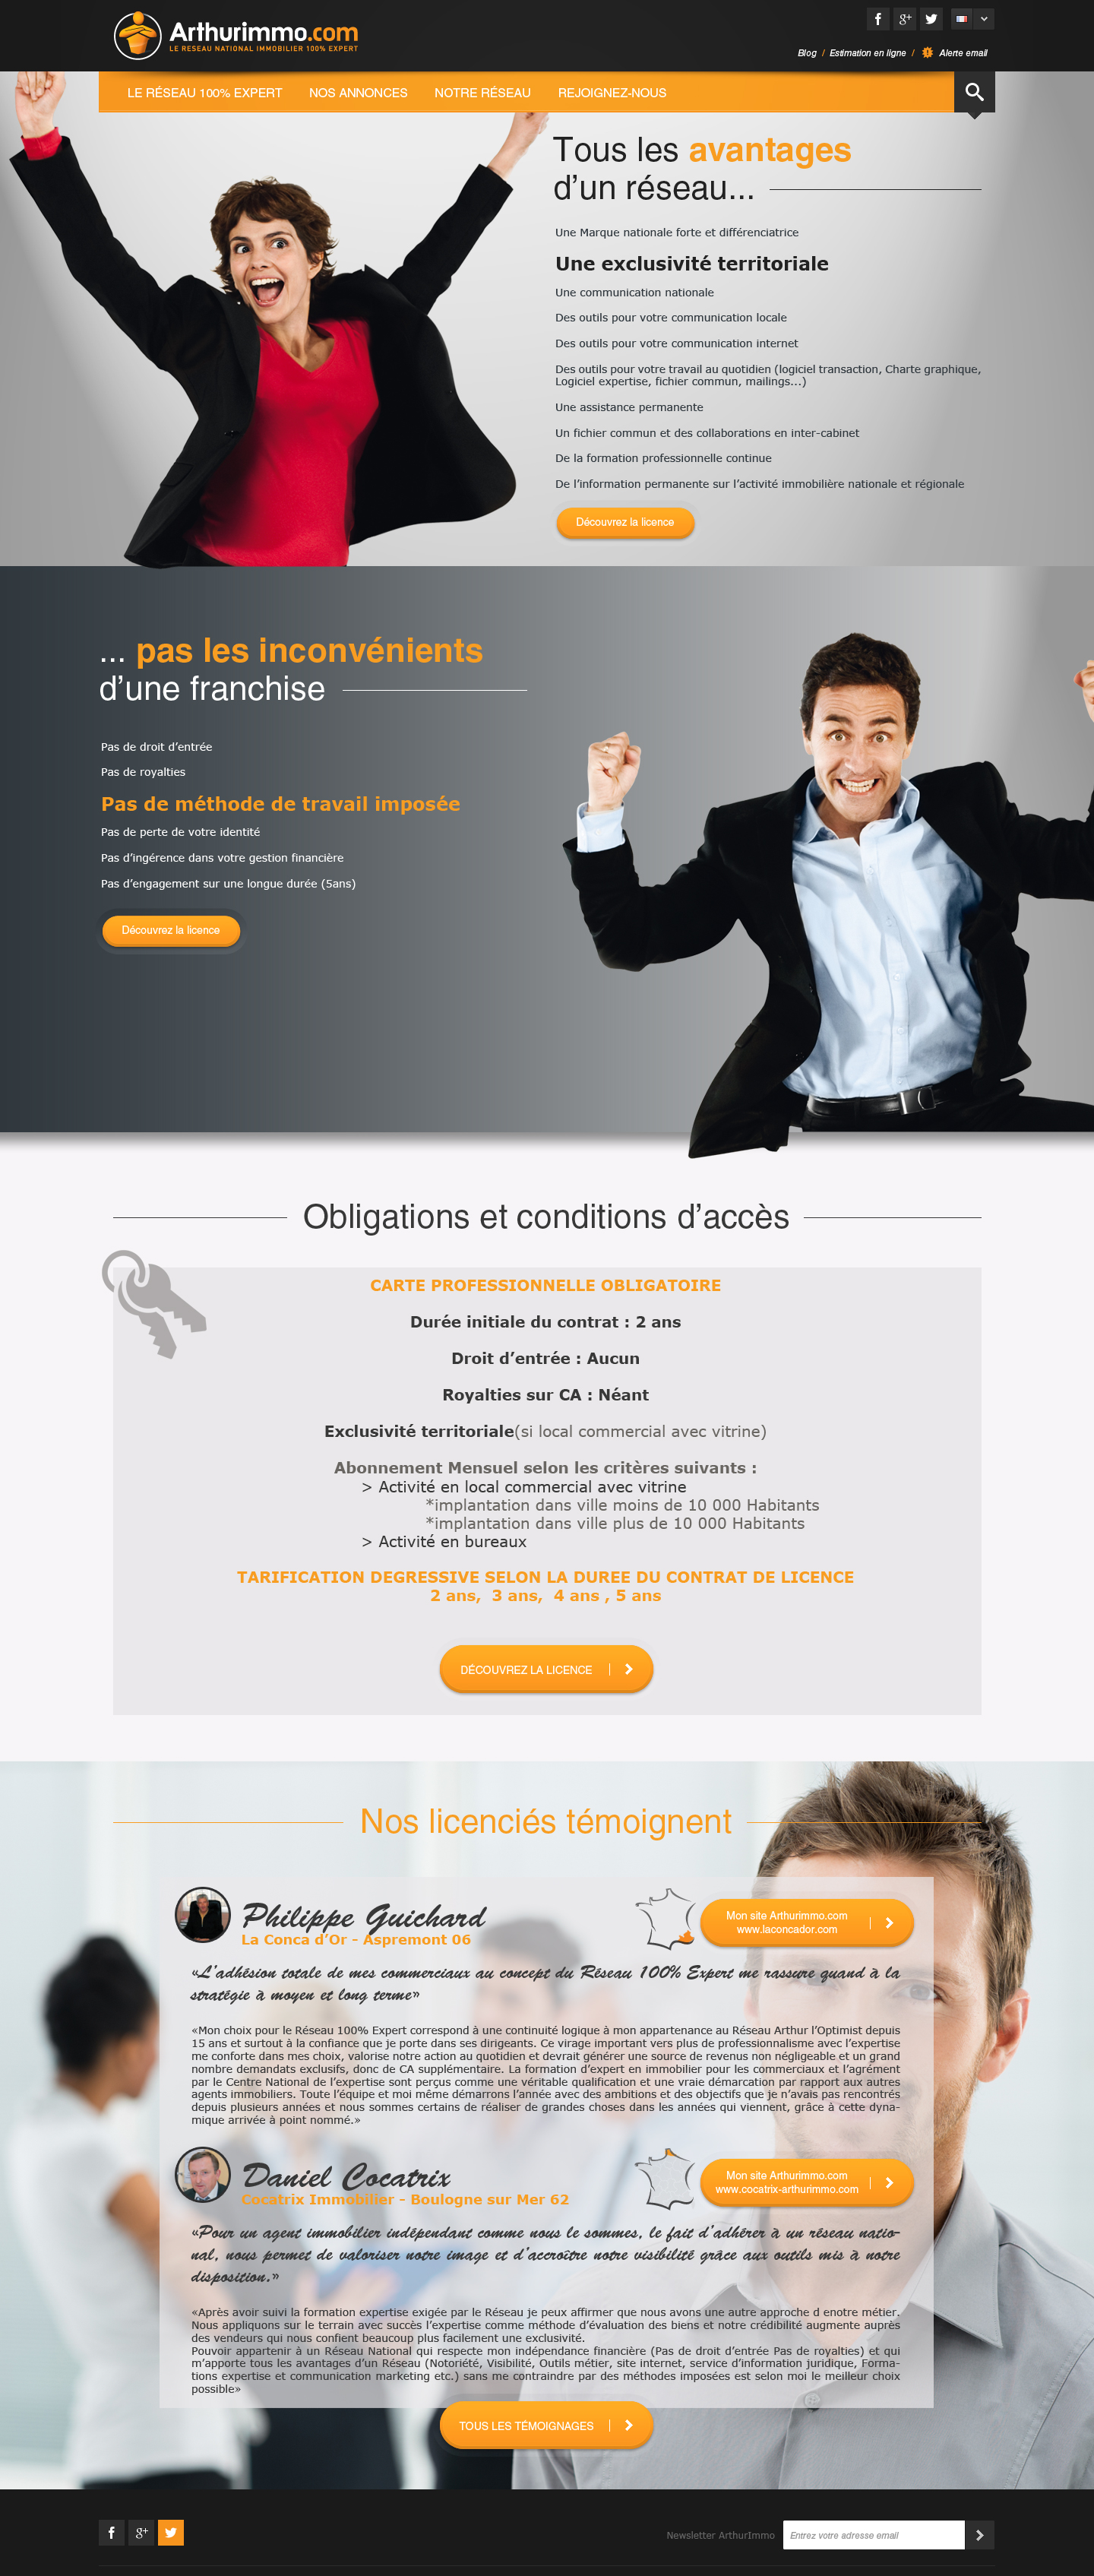 Arthurimmo.com
LE RESEAU NATIONAL IMMOBILIER 100% EXPERT
Blog / Estimation en ligne / Alerte email
LE RÉSEAU 100% EXPERT NOS ANNONCES NOTRE RÉSEAU REJOIGNEZ-NOUS
Tous les avantages
d’un réseau...
Une Marque nationale forte et différenciatrice
Une exclusivité territoriale
Une communication nationale
Des outils pour votre communication locale
Des outils pour votre communication internet
Des outils pour votre travail au quotidien (logiciel transaction, Charte graphique,
Logiciel expertise, fichier commun, mailings...)
Une assistance permanente
Un fichier commun et des collaborations en inter-cabinet
De la formation professionnelle continue
De l’information permanente sur l’activité immobilière nationale et régionale
Découvrez la licence
... pas les inconvénients
d’une franchise
Pas de droit d’entrée
Pas de royalties
Pas de méthode de travail imposée
Pas de perte de votre identité
Pas d’ingérence dans votre gestion financière
Pas d’engagement sur une longue durée (5ans)
Découvrez la licence
Obligations et conditions d’accès
CARTE PROFESSIONNELLE OBLIGATOIRE
Durée initiale du contrat : 2 ans
Droit d’entrée : Aucun
Royalties sur CA : Néant
Exclusivité territoriale(si local commercial avec vitrine)
Abonnement Mensuel selon les critères suivants :
> Activité en local commercial avec vitrine
*implantation dans ville moins de 10 000 Habitants
*implantation dans ville plus de 10 000 Habitants
> Activité en bureaux
TARIFICATION DEGRESSIVE SELON LA DUREE DU CONTRAT DE LICENCE
2 ans, 3 ans, 4 ans , 5 ans
DÉCOUVREZ LA LICENCE
Nos licenciés témoignent
Philippe Guichard
La Conca d’Or - Aspremont 06
Mon site Arthurimmo.com
www.laconcador.com
«L’adhésion totale de mes commerciaux au concept du Réseau 100% Expert me rassure quand à la
stratégie à moyen et long terme»
«Mon choix pour le Réseau 100% Expert correspond à une continuité logique à mon appartenance au Réseau Arthur l’Optimist depuis
15 ans et surtout à la confiance que je porte dans ses dirigeants. Ce virage important vers plus de professionnalisme avec l’expertise
me conforte dans mes choix, valorise notre action au quotidien et devrait générer une source de revenus non négligeable et un grand
nombre demandats exclusifs, donc de CA supplémentaire. La formation d’expert en immobilier pour les commerciaux et l’agrément
par le Centre National de l’expertise sont perçus comme une véritable qualification et une vraie démarcation par rapport aux autres
agents immobiliers. Toute l’équipe et moi même démarrons l’année avec des ambitions et des objectifs que je n’avais pas rencontrés
depuis plusieurs années et nous sommes certains de réaliser de grandes choses dans les années qui viennent, grâce à cette dyna-
mique arrivée à point nommé.»
Daniel Cocatrix
Cocatrix Immobilier - Boulogne sur Mer 62
Mon site Arthurimmo.com
www.cocatrix-arthurimmo.com
«Pour un agent immobilier indépendant comme nous le sommes, le fait d’adhérer à un réseau natio-
nal, nous permet de valoriser notre image et d’accroître notre visibilité grâce aux outils mis à notre
disposition.»
«Après avoir suivi la formation expertise exigée par le Réseau je peux affirmer que nous avons une autre approche d enotre métier.
Nous appliquons sur le terrain avec succès l’expertise comme méthode d’évaluation des biens et notre crédibilité augmente auprès
des vendeurs qui nous confient beaucoup plus facilement une exclusivité.
Pouvoir appartenir à un Réseau National qui respecte mon indépendance financière (Pas de droit d’entrée Pas de royalties) et qui
m’apporte tous les avantages d’un Réseau (Notoriété, Visibilité, Outils métier, site internet, service d’information juridique, Forma-
tions expertise et communication marketing etc.) sans me contraindre par des méthodes imposées est selon moi le meilleur choix
possible»
TOUS LES TÉMOIGNAGES
Newsletter ArthurImmo Entrez votre adresse email